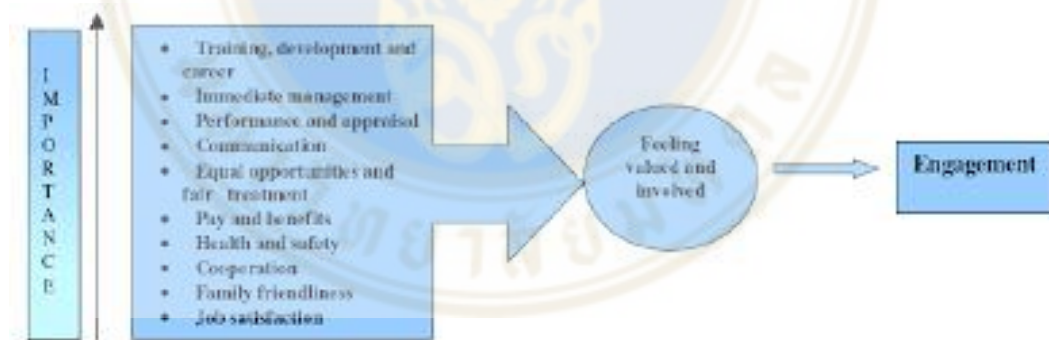 IMPORTANCE
• Training, development and
career
• Immediate management
• Performance and appraisal
• Communication
• Equal opportunities and
fair treatment
• Pay and benefits
• Health and safety
• Cooperation
• Family friendliness
• Job satisfaction
Feeling
valued and
involved
Engagement